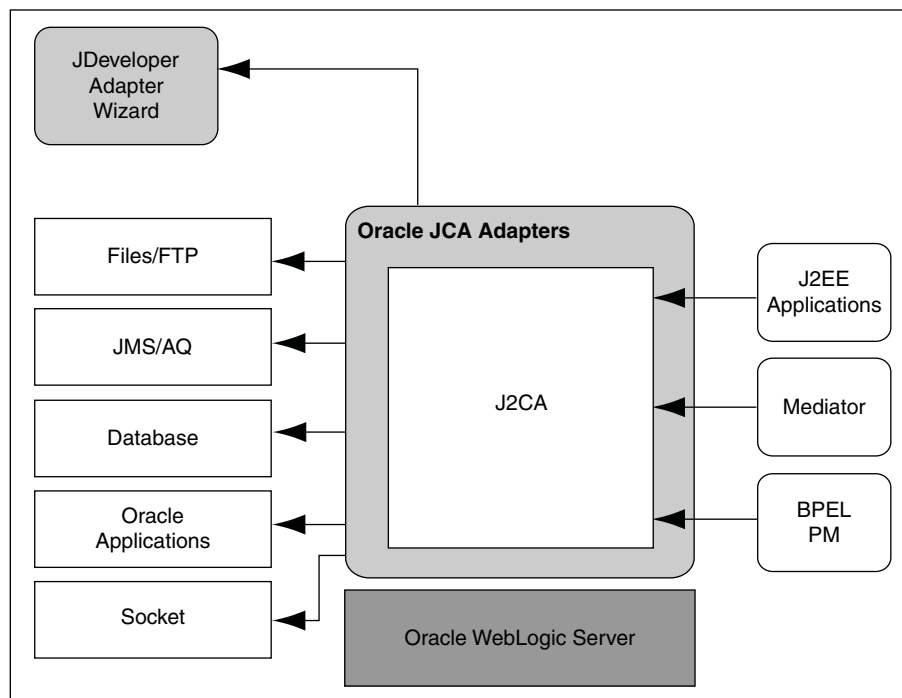 JDeveloper
Adapter
Wizard
Oracle JCA Adapters
Files/FTP
JMS/AQ
Database
Oracle
Applications
Socket
J2CA
J2EE
Applications
Mediator
BPEL
PM
Oracle WebLogic Server